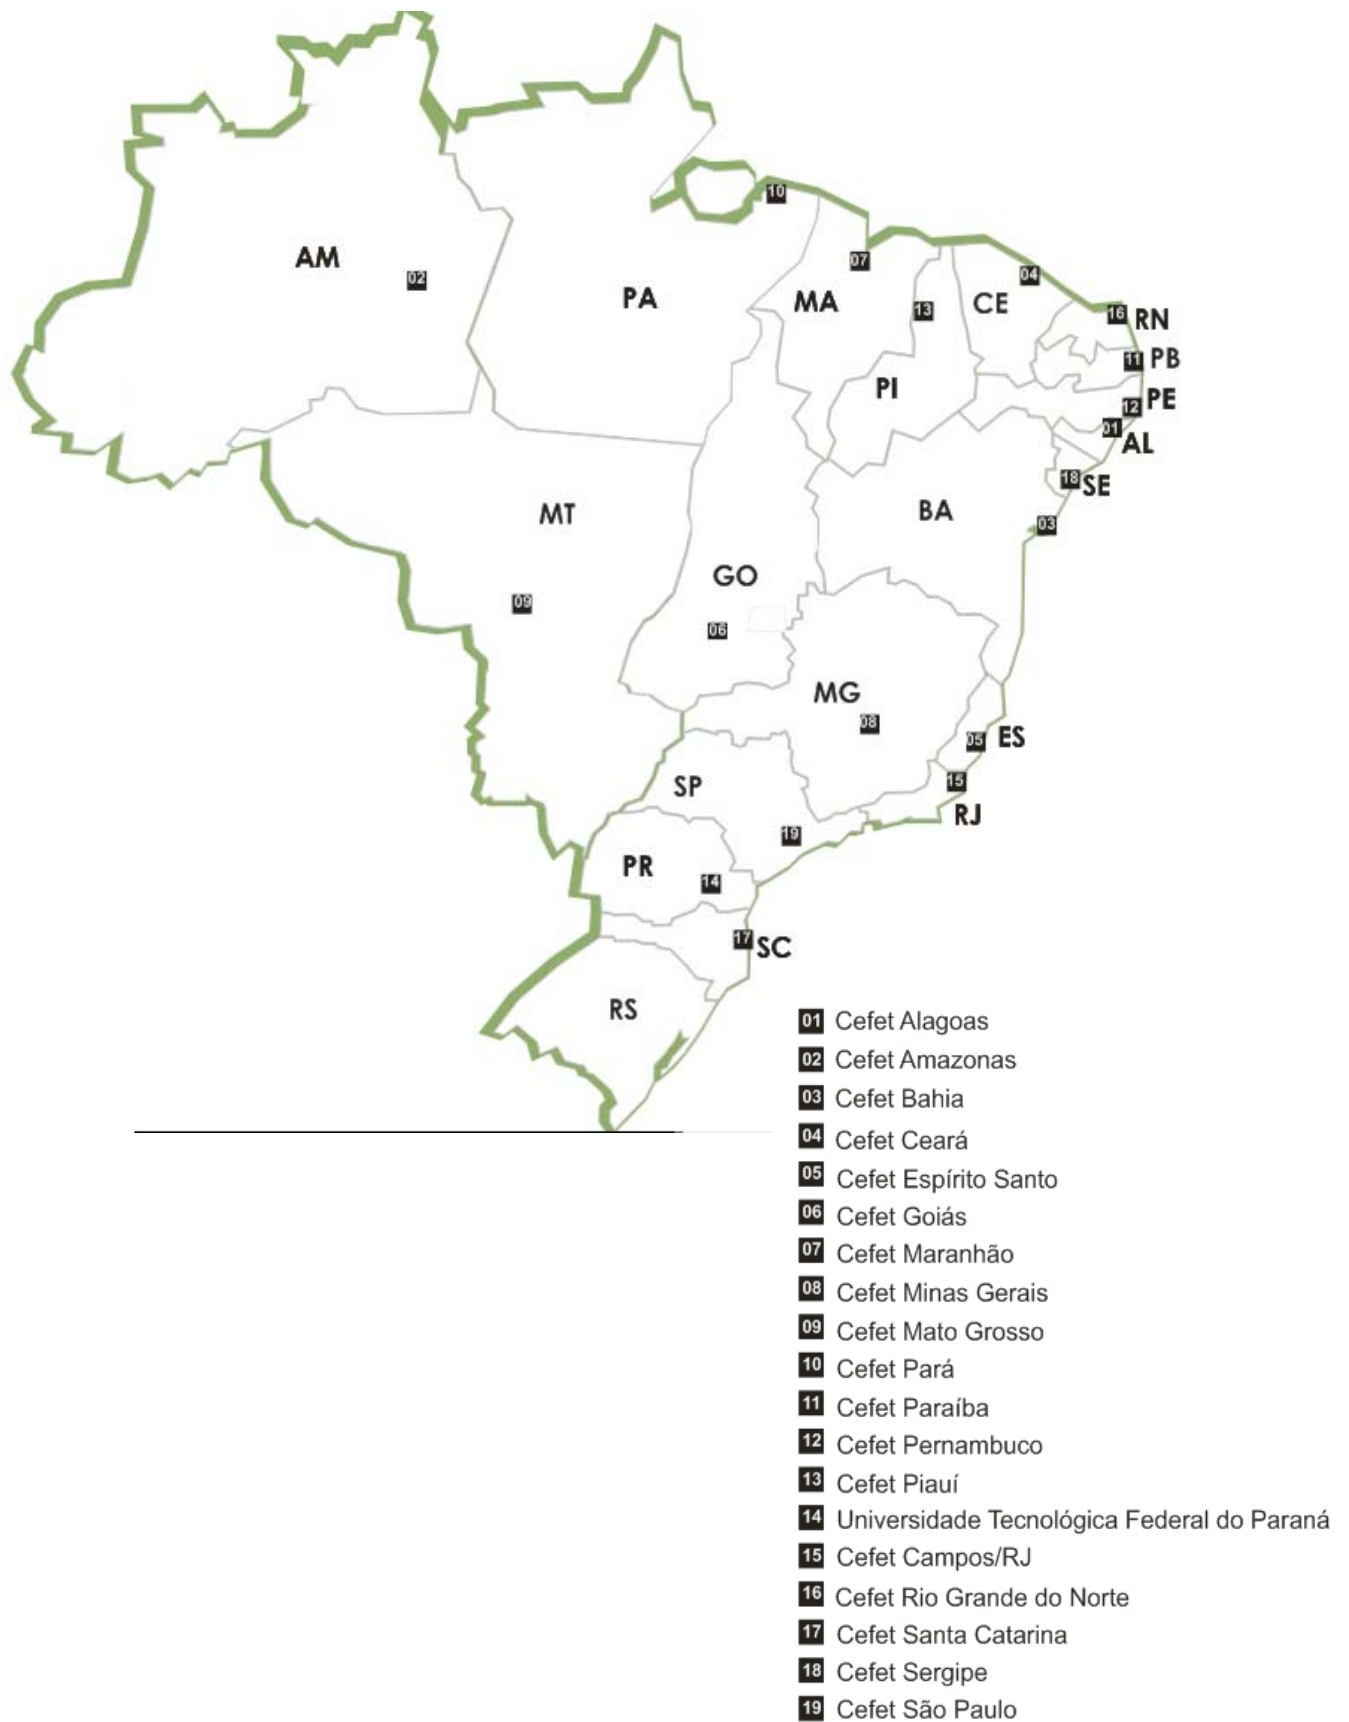 10
AM
02
PA
MA
07
13
CE
04
16 RN
11 PB
PI
12 PE
01 AL
18 SE
MT
BA
03
GO
09
06
MG
08
05 ES
SP
15
RJ
19
PR
14
17 SC
RS
01 Cefet Alagoas
02 Cefet Amazonas
03 Cefet Bahia
04 Cefet Ceará
05 Cefet Espírito Santo
06 Cefet Goiás
07 Cefet Maranhão
08 Cefet Minas Gerais
09 Cefet Mato Grosso
10 Cefet Pará
11 Cefet Paraíba
12 Cefet Pernambuco
13 Cefet Piauí
14 Universidade Tecnológica Federal do Paraná
15 Cefet Campos/RJ
16 Cefet Rio Grande do Norte
17 Cefet Santa Catarina
18 Cefet Sergipe
19 Cefet São Paulo